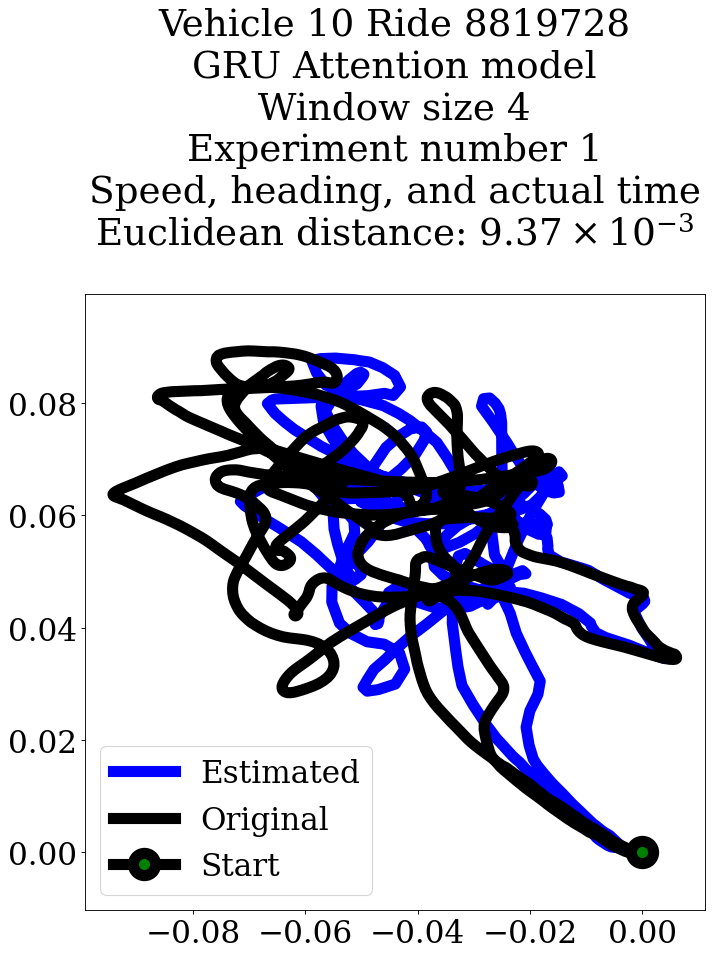 Vehicle 10 Ride 8819728
GRU Attention model
Window size 4
Experiment number 1
Speed, heading, and actual time
Euclidean distance: 9.37 × 10⁻³
0.08
0.06
0.04
0.02
0.00
Estimated
Original
Start
−0.08 −0.06 −0.04 −0.02 0.00